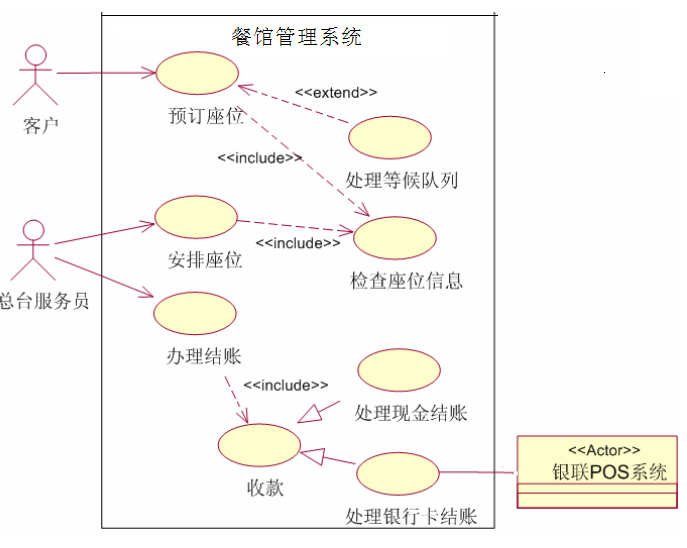 餐馆管理系统
客户
预订座位
<<extend>>
处理等候队列
<<include>>
安排座位
<<include>>
检查座位信息
总台服务员
办理结账
<<include>>
处理现金结账
收款
处理银行卡结账
<<Actor>>
银联POS系统